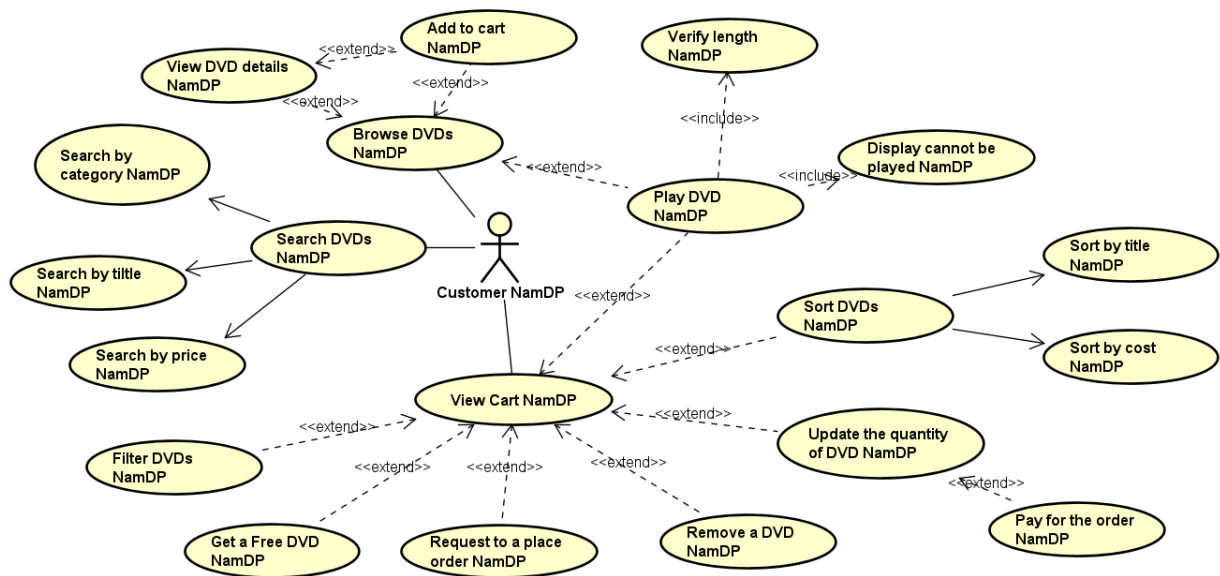 Add to cart
NamDP
<<extend>>
View DVD details
NamDP
<<extend>>
<<extend>>
Browse DVDs
NamDP
Verify length
NamDP
<<include>>
Display cannot be
played NamDP
<<include>>
<<extend>>
Play DVD
NamDP
Search by
category NamDP
Search DVDs
NamDP
Search by tiltle
NamDP
Search by price
NamDP
Customer NamDP
<<extend>>
Sort by title
NamDP
Sort DVDs
NamDP
Sort by cost
NamDP
<<extend>>
View Cart NamDP
<<extend>>
Update the quantity
of DVD NamDP
<<extend>>
Pay for the order
NamDP
<<extend>>
Filter DVDs
NamDP
<<extend>>
Get a Free DVD
NamDP
<<extend>>
Request to a place
order NamDP
<<extend>>
Remove a DVD
NamDP